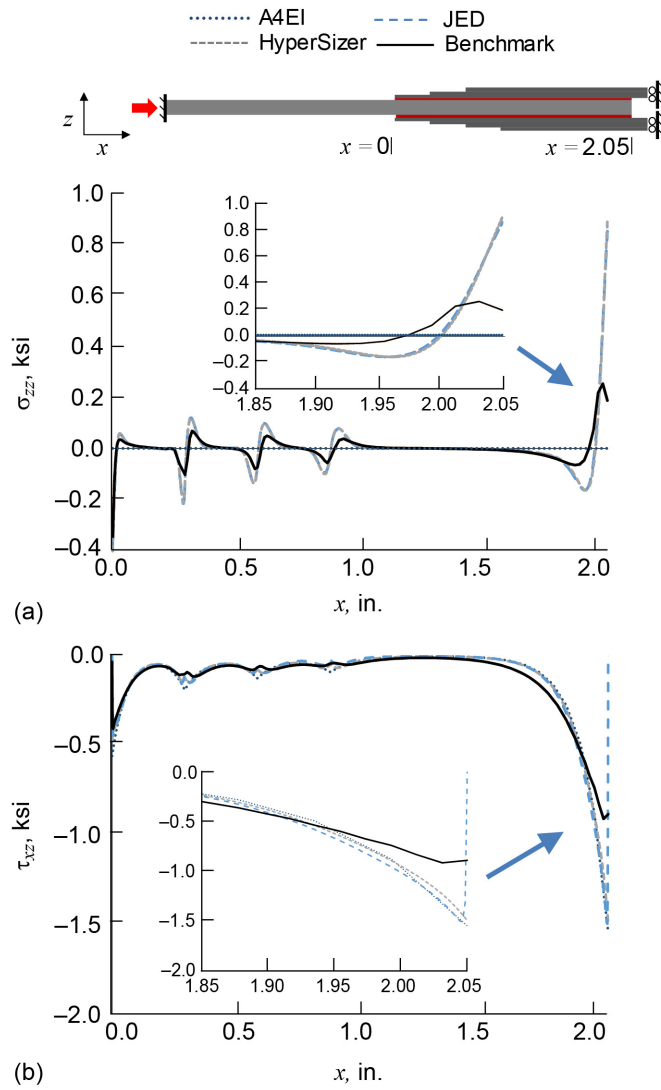 A4EI JED
HyperSizer Benchmark
z
x
x = 0 x = 2.05
1.0
0.8
0.6
0.4
0.2
0.0
−0.2
−0.4
σzz, ksi
0.0 0.5 1.0 1.5 2.0
x, in.
1.0
0.8
0.6
0.4
0.2
0.0
−0.2
−0.4
1.85 1.90 1.95 2.00 2.05
(a)
0.0
−0.5
−1.0
−1.5
−2.0
τxz, ksi
0.0 0.5 1.0 1.5 2.0
x, in.
0.0
−0.5
−1.0
−1.5
−2.0
1.85 1.90 1.95 2.00 2.05
(b)